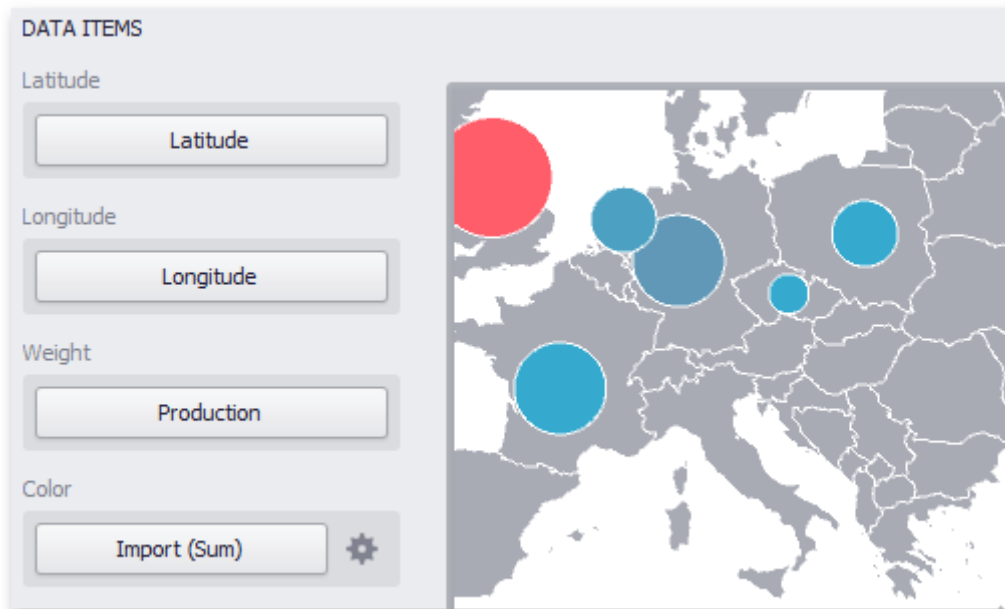 DATA ITEMS
Latitude
Latitude
Longitude
Longitude
Weight
Production
Color
Import (Sum)